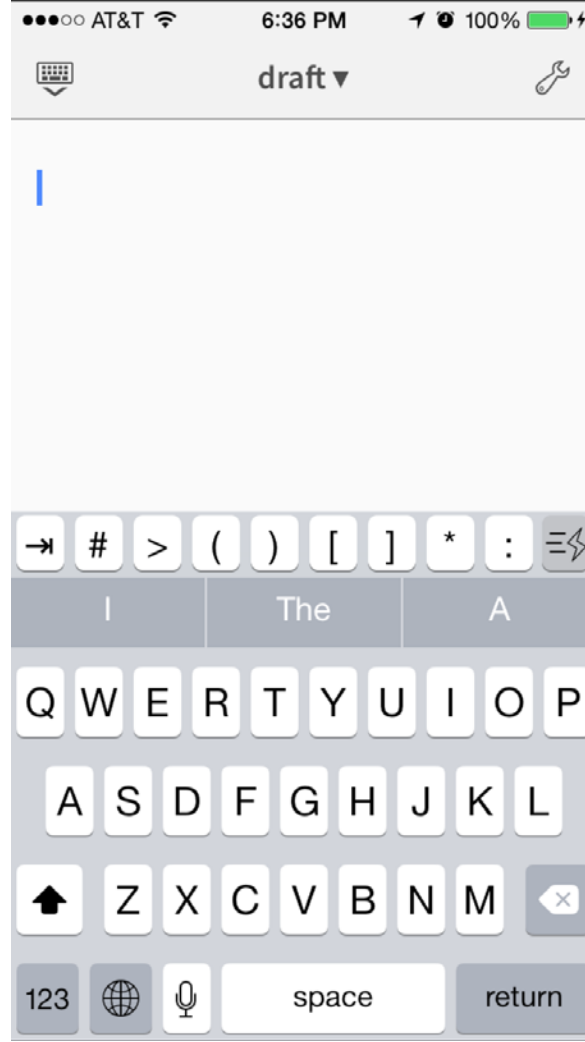 AT&T 6:36 PM 100%
draft ▾
# > ( ) [ ] * :
I The A
Q W E R T Y U I O P
A S D F G H J K L
Z X C V B N M
123 space return